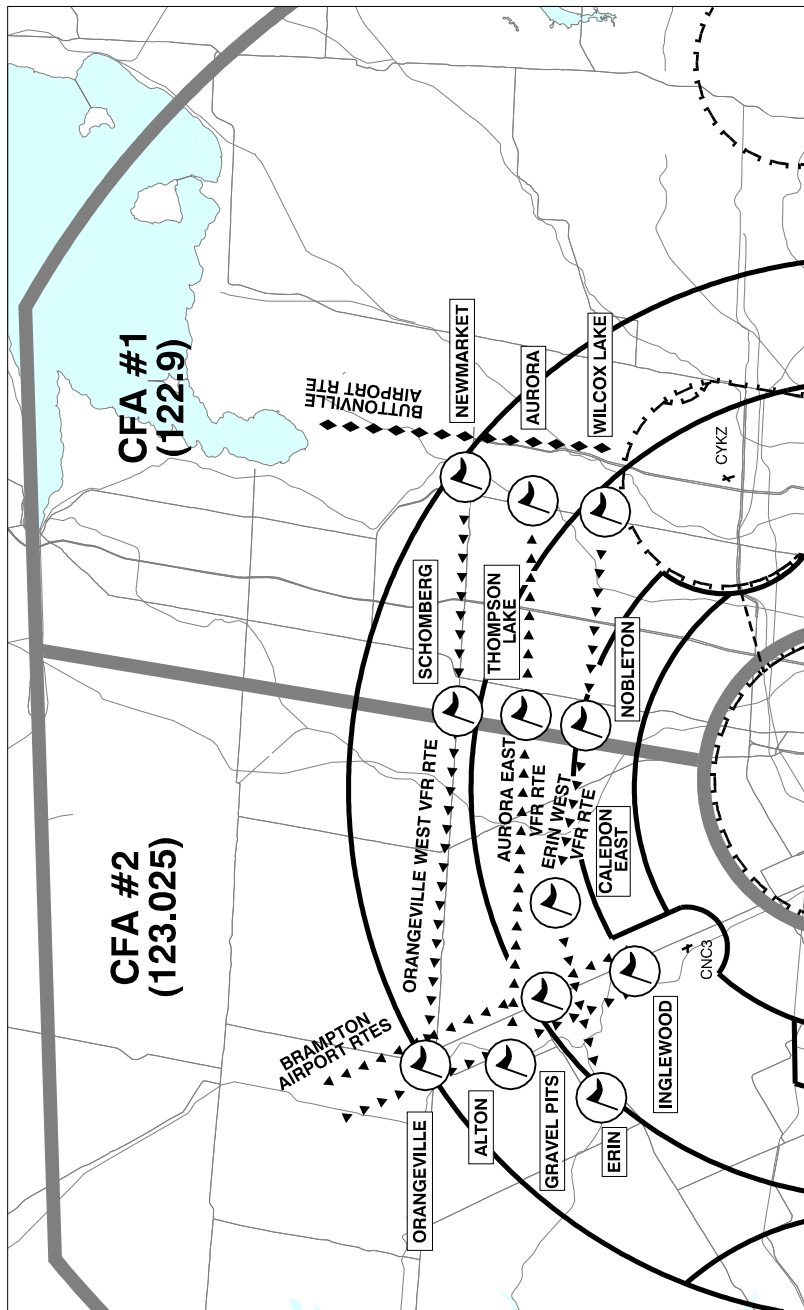 CFA #1
(122.9)
BUTTONVILLE
AIRPORT RTE
NEWMARKET
AURORA
WILCOX LAKE
CYKZ
SCHOMBERG
THOMPSON
LAKE
NOBLETON
CFA #2
(123.025)
ORANGEVILLE WEST VFR RTE
AURORA EAST
VFR RTE
ERIN WEST
VFR RTE
CALEDON
EAST
CNC3
BRAMPTON
AIRPORT RTES
ORANGEVILLE
ALTON
GRAVEL PITS
ERIN
INGLEWOOD